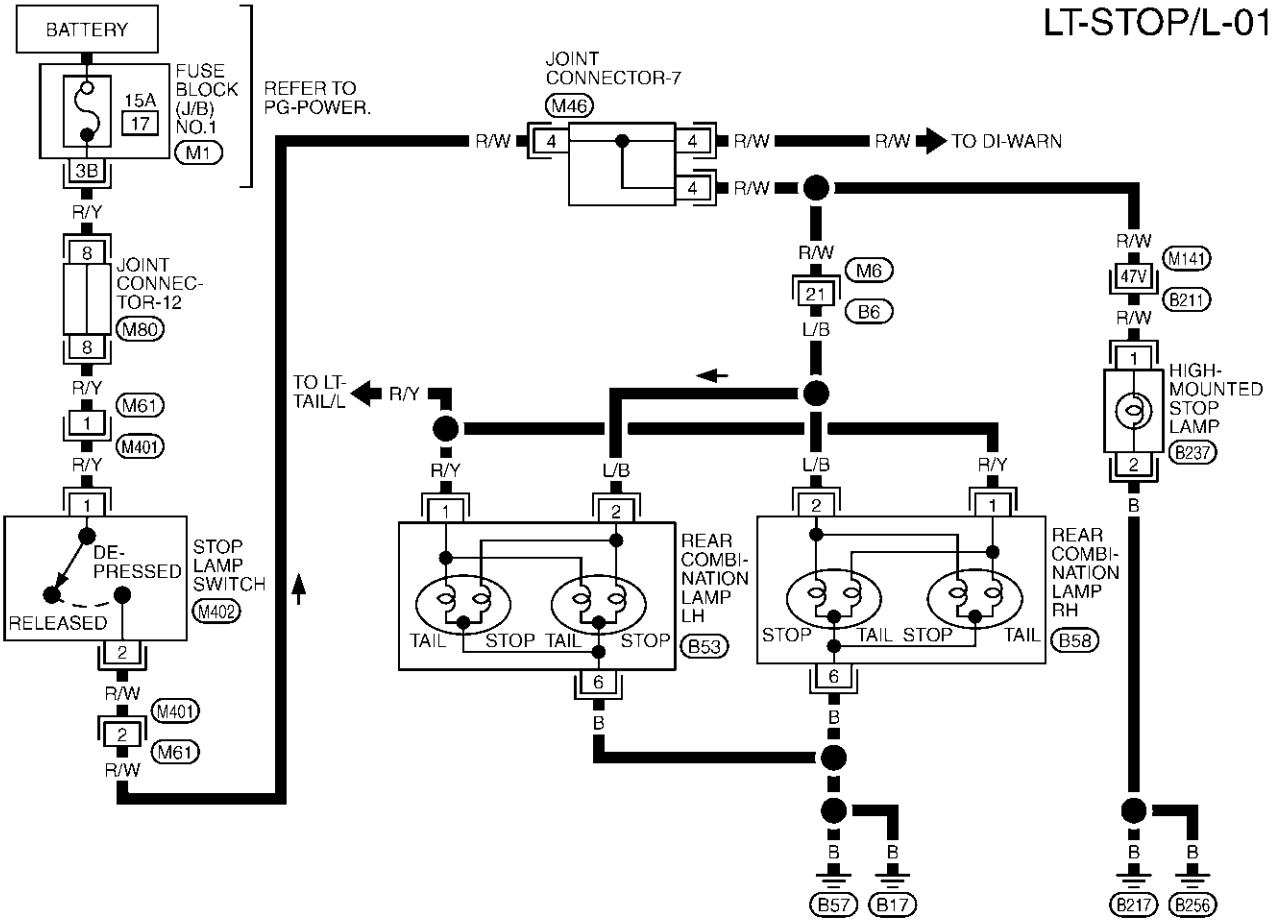 LT-STOP/L-01
BATTERY
FUSE
BLOCK
(J/B)
NO.1
M1
15A
17
3B
REFER TO
PG-POWER.
R/Y
8
JOINT
CONNEC-
TOR-12
M80
8
R/Y
M61
1
M401
R/Y
1
DE-
PRESSED
RELEASED
STOP
LAMP
SWITCH
M402
2
R/W
M401
2
M61
R/W
JOINT
CONNECTOR-7
M46
R/W
4
4
R/W
R/W
TO DI-WARN
4
R/W
R/W
M6
21
B6
L/B
R/W
M141
47V
B211
R/W
1
HIGH-
MOUNTED
STOP
LAMP
B237
2
B
TO LT-
TAIL/L
R/Y
R/Y
L/B
L/B
R/Y
1
2
REAR
COMBI-
NATION
LAMP
LH
B53
TAIL
STOP
TAIL
STOP
6
B
2
1
REAR
COMBI-
NATION
LAMP
RH
B58
STOP
TAIL
STOP
TAIL
6
B
B
B
B
B
B57
B17
B217
B256